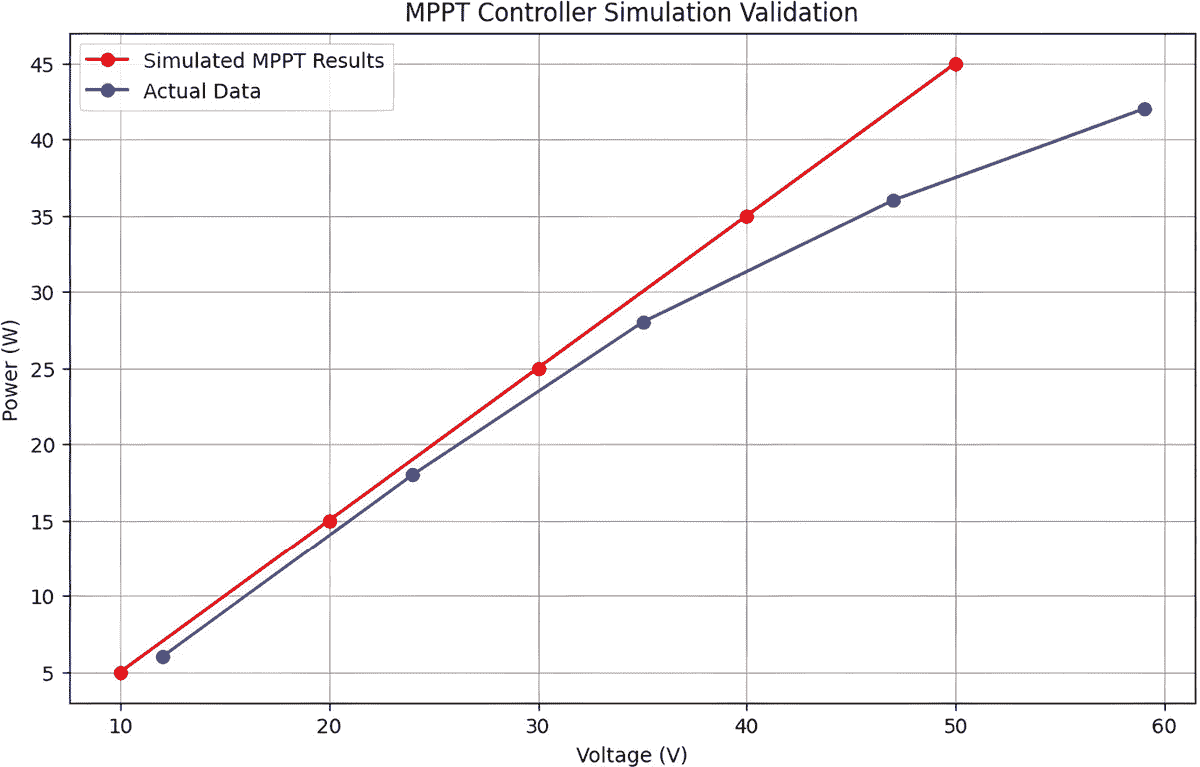 MPPT Controller Simulation Validation
Simulated MPPT Results
Actual Data
45
40
35
30
25
20
15
10
5
Power (W)
10 20 30 40 50 60
Voltage (V)